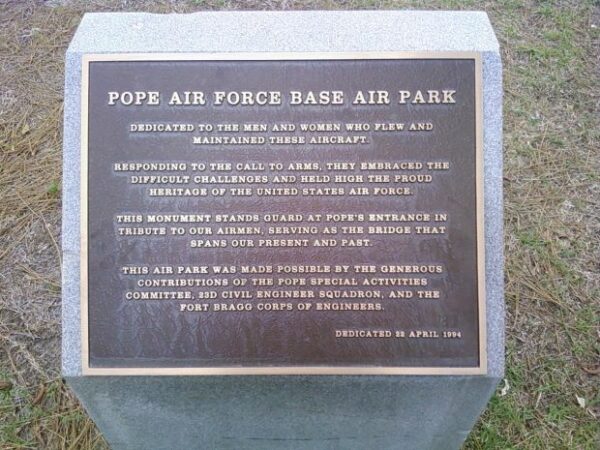 POPE AIR FORCE BASE AIR PARK
DEDICATED TO THE MEN AND WOMEN WHO FLEW AND
MAINTAINED THESE AIRCRAFT.
RESPONDING TO THE CALL TO ARMS, THEY EMBRACED THE
DIFFICULT CHALLENGES AND HELD HIGH THE PROUD
HERITAGE OF THE UNITED STATES AIR FORCE.
THIS MONUMENT STANDS GUARD AT POPE'S ENTRANCE IN
TRIBUTE TO OUR AIRMEN, SERVING AS THE BRIDGE THAT
SPANS OUR PRESENT AND PAST.
THIS AIR PARK WAS MADE POSSIBLE BY THE GENEROUS
CONTRIBUTIONS OF THE POPE SPECIAL ACTIVITIES
COMMITTEE, 23D CIVIL ENGINEER SQUADRON, AND THE
FORT BRAGG CORPS OF ENGINEERS.
DEDICATED 22 APRIL 1994